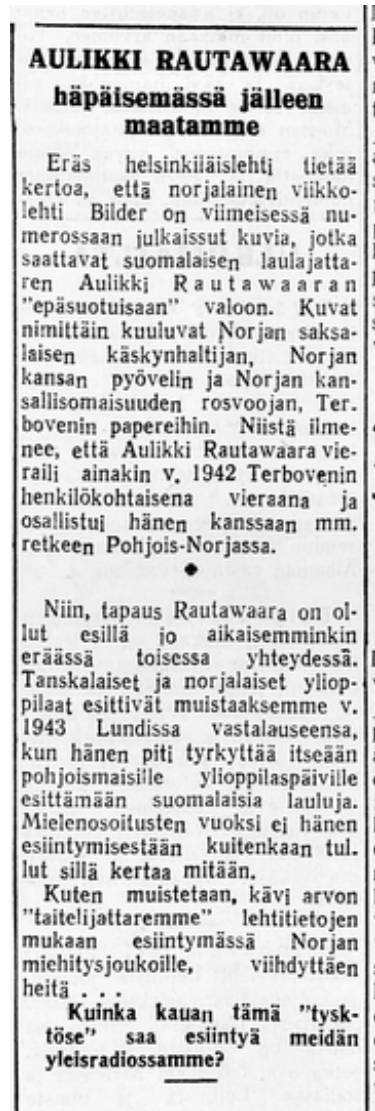 AULIKKI RAUTAWAARA
häpäisemässä jälleen
maatamme
Eräs helsinkiläislehti tietää
kertoa, että norjalainen viikko-
lehti Bilder on viimeisessä nu-
merossaan julkaissut kuvia, jotka
saattavat suomalaisen laulajatta-
ren Aulikki Rautawaaran
"epäsuotuisaan" valoon. Kuvat
nimittäin kuuluvat Norjan saksa-
laisen käskynhaltijan, Norjan
kansan pyövelin ja Norjan kan-
sallisomaisuuden rosvoojan, Ter-
bovenin papereihin. Niistä ilme-
nee, että Aulikki Rautawaara vie-
raili ainakin v. 1942 Terbovenin
henkilökohtaisena vieraana ja
osallistui hänen kanssaan mm.
retkeen Pohjois-Norjassa.
◆
Niin, tapaus Rautawaara on ol-
lut esillä jo aikaisemminkin
eräässä toisessa yhteydessä.
Tanskalaiset ja norjalaiset yliop-
pilaat esittivät muistaaksemme v.
1943 Lundissa vastalauseensa,
kun hänen piti tyrkyttää itseään
pohjoismaisille ylioppilaspäiville
esittämään suomalaisia lauluja.
Mielenosoitusten vuoksi ei hänen
esiintymisestään kuitenkaan tul-
lut sillä kertaa mitään.
Kuten muistetaan, kävi arvon
"taitelijattaremme" lehtitietojen
mukaan esiintymässä Norjan
miehitysjoukoille, viihdyttäen
heitä . . .
Kuinka kauan tämä "tysk-
töse" saa esiintyä meidän
yleisradiossamme?